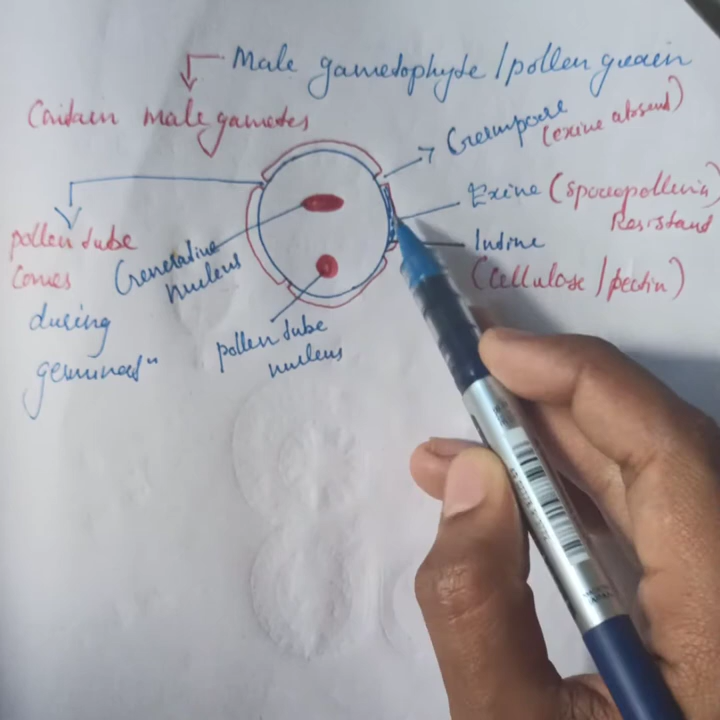 Male gametophyte / pollen grain
Contain male gametes
Germpore
(exine absent)
Exine (Sporopollenin)
Resistant
Intine
(cellulose / pectin)
pollen tube
comes
during
germinatn
Generative
nucleus
pollen tube
nucleus